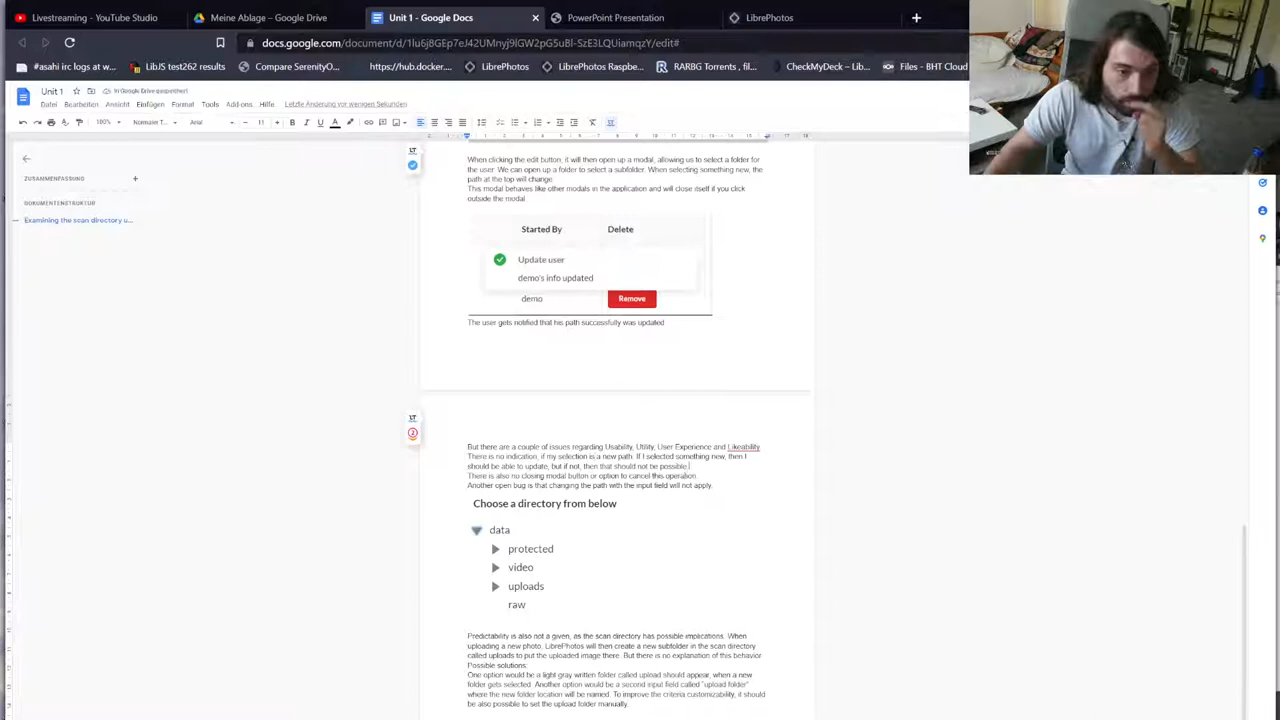 Livestreaming - YouTube Studio
Meine Ablage – Google Drive
Unit 1 - Google Docs
PowerPoint Presentation
LibrePhotos
docs.google.com/document/d/1lu6j8GEp7eJ42UMnyj9lGW2pG5uBl-SzE3LQUiamqzY/edit#
#asahi irc logs at w...
LibJS test262 results
Compare SerenityO...
https://hub.docker....
LibrePhotos
LibrePhotos Raspbe...
RARBG Torrents , fil...
CheckMyDeck – Lib...
Files - BHT Cloud
Unit 1
In Google Drive gespeichert
Datei Bearbeiten Ansicht Einfügen Format Tools Add-ons Hilfe Letzte Änderung vor wenigen Sekunden
180% Normaler T... Arial 11
ZUSAMMENFASSUNG
DOKUMENTENSTRUKTUR
Examining the scan directory u...
When clicking the edit button, it will then open up a modal, allowing us to select a folder for
the user. We can open up a folder to select a subfolder. When selecting something new, the
path at the top will change.
This modal behaves like other modals in the application and will close itself if you click
outside the modal
Started By Delete
Update user
demo's info updated
demo Remove
The user gets notified that his path successfully was updated
But there are a couple of issues regarding Usability, Utility, User Experience and Likeability
There is no indication, if my selection is a new path. If I selected something new, then I
should be able to update, but if not, then that should not be possible.
There is also no closing modal button or option to cancel this operation.
Another open bug is that changing the path with the input field will not apply.
Choose a directory from below
data
protected
video
uploads
raw
Predictability is also not a given, as the scan directory has possible implications. When
uploading a new photo, LibrePhotos will then create a new subfolder in the scan directory
called uploads to put the uploaded image there. But there is no explanation of this behavior
Possible solutions:
One option would be a light gray written folder called upload should appear, when a new
folder gets selected. Another option would be a second input field called "upload folder"
where the new folder location will be named. To improve the criteria customizability, it should
be also possible to set the upload folder manually.